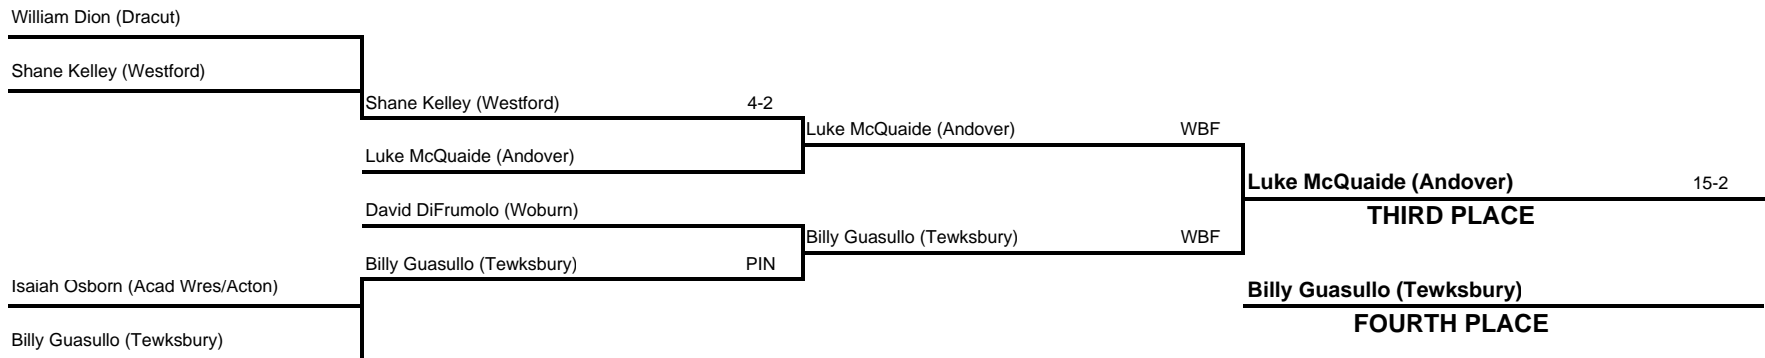 William Dion (Dracut)
Shane Kelley (Westford)
Shane Kelley (Westford) 4-2
Luke McQuaide (Andover) WBF
Luke McQuaide (Andover)
Luke McQuaide (Andover) 15-2
THIRD PLACE
David DiFrumolo (Woburn)
Billy Guasullo (Tewksbury) WBF
Billy Guasullo (Tewksbury) PIN
Isaiah Osborn (Acad Wres/Acton)
Billy Guasullo (Tewksbury)
FOURTH PLACE
Billy Guasullo (Tewksbury)